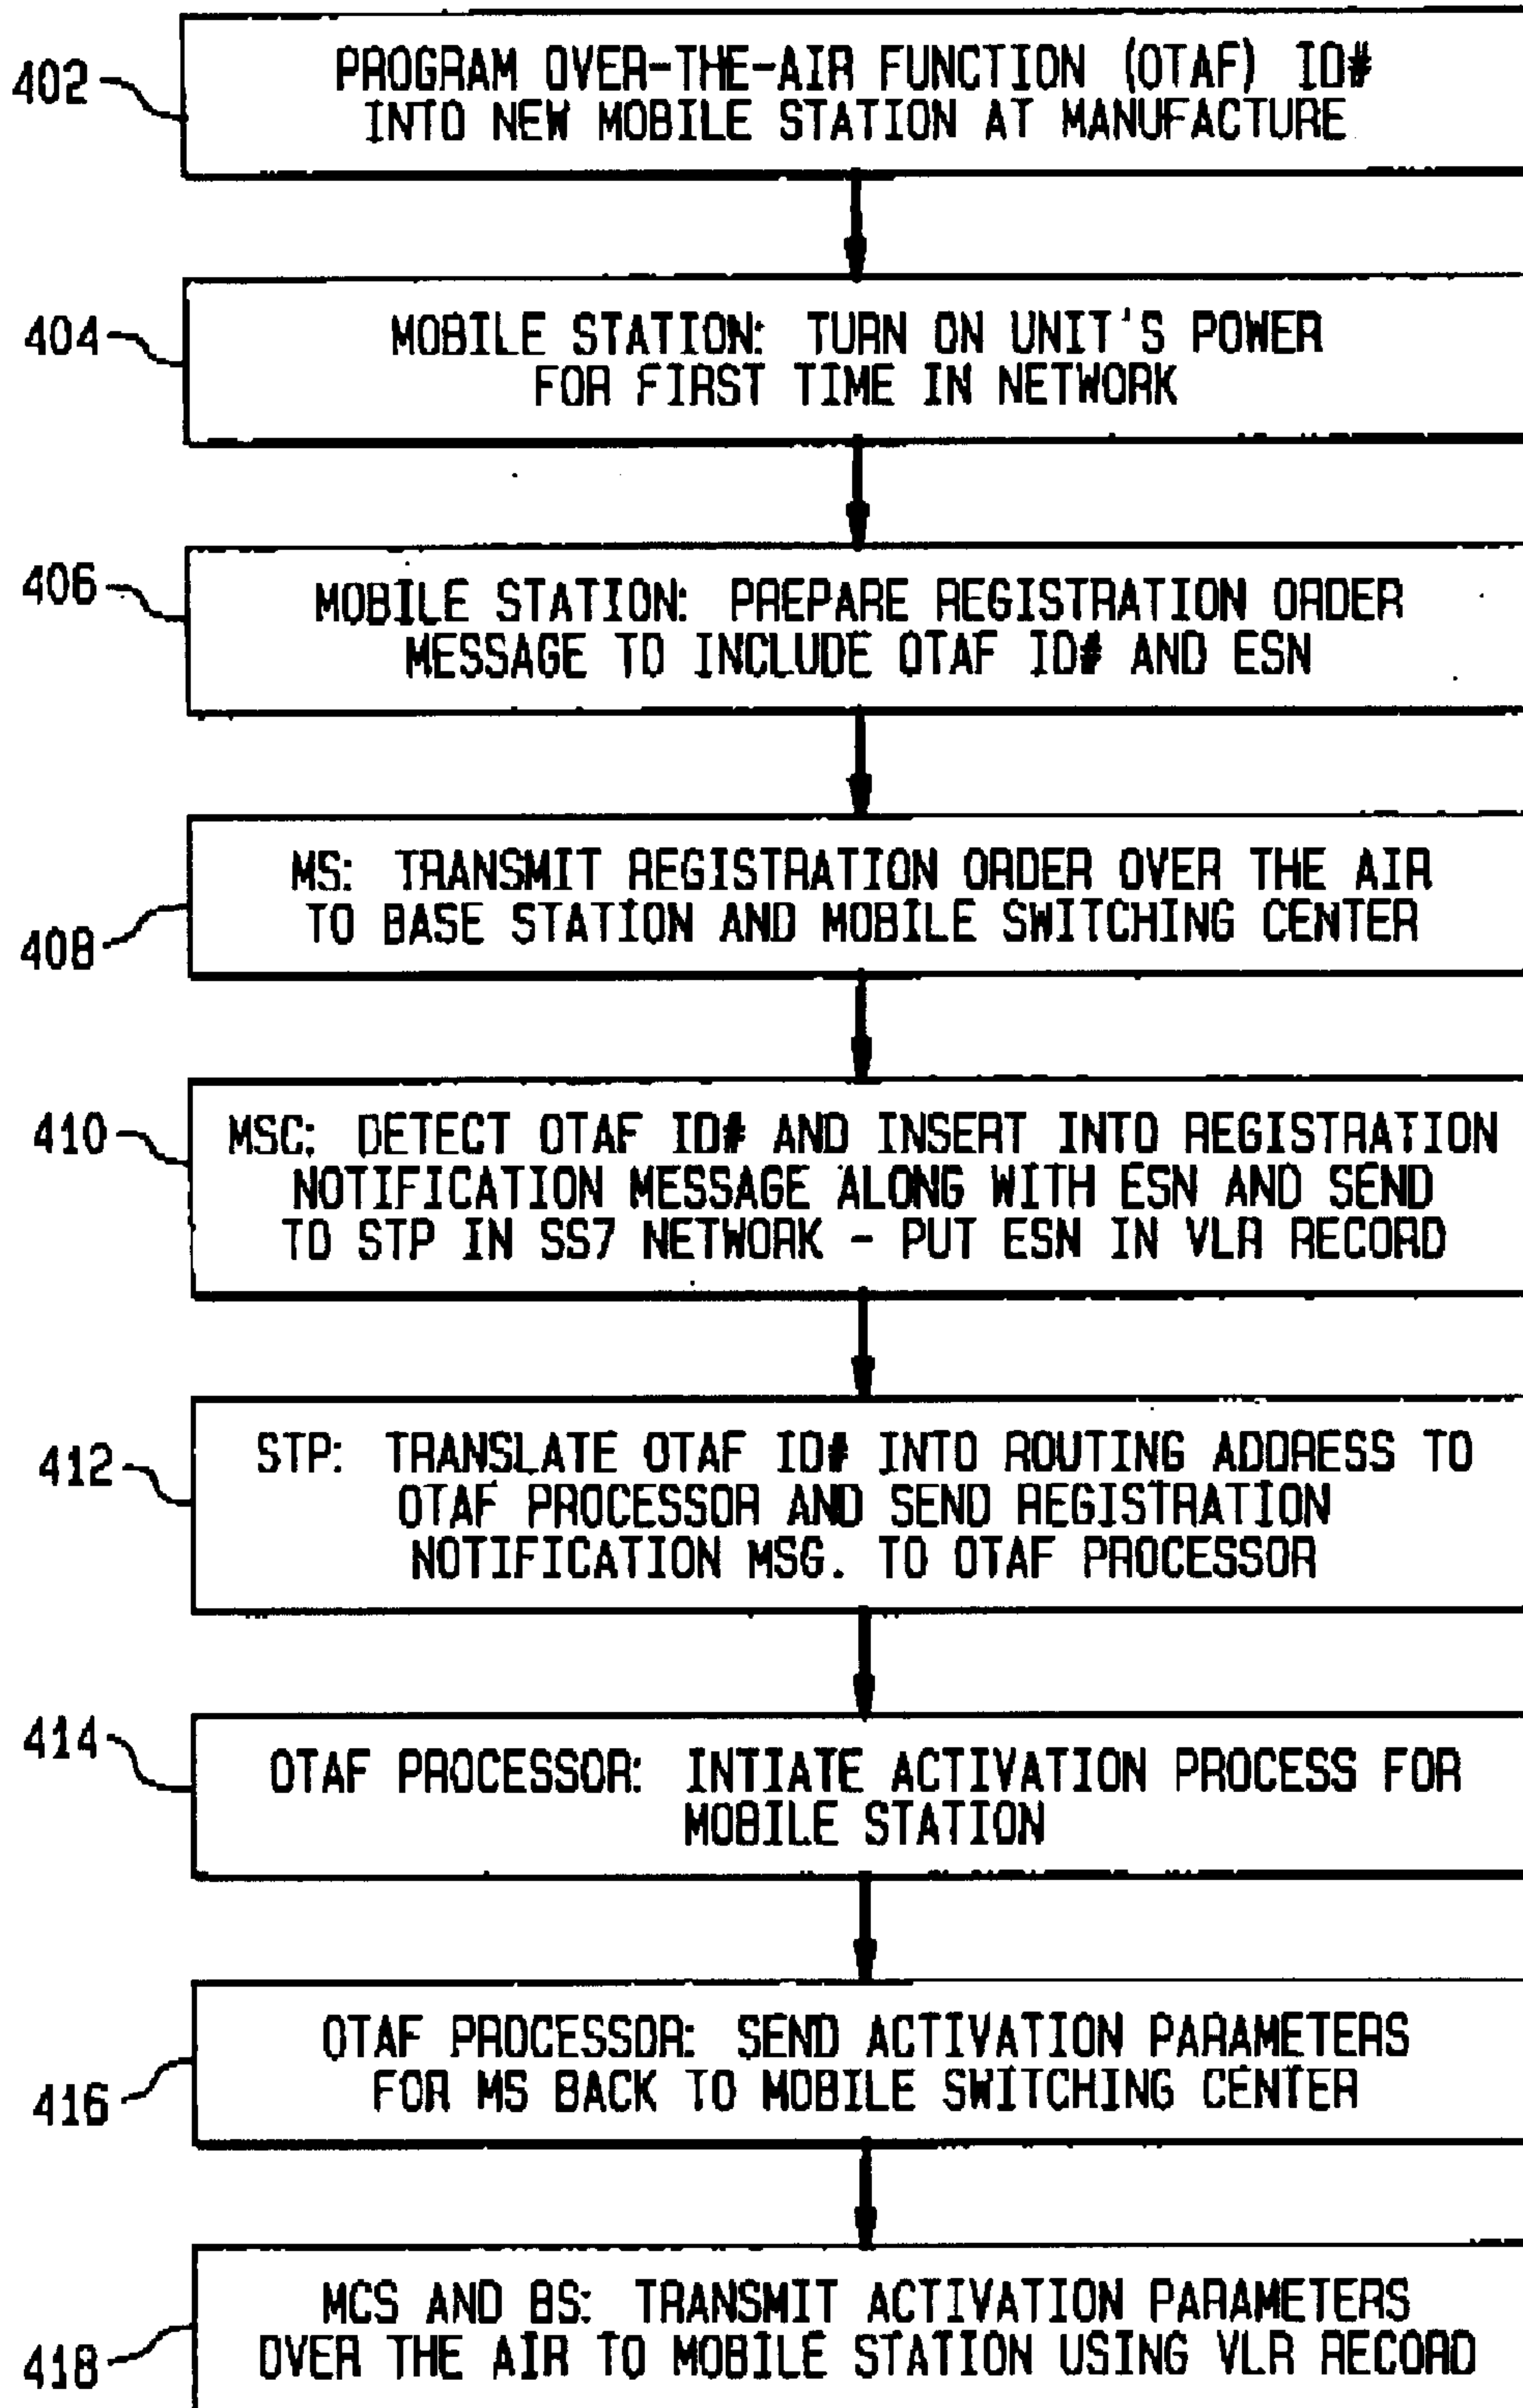 402
PROGRAM OVER-THE-AIR FUNCTION (OTAF) ID#
INTO NEW MOBILE STATION AT MANUFACTURE
404
MOBILE STATION: TURN ON UNIT'S POWER
FOR FIRST TIME IN NETWORK
406
MOBILE STATION: PREPARE REGISTRATION ORDER
MESSAGE TO INCLUDE OTAF ID# AND ESN
408
MS: TRANSMIT REGISTRATION ORDER OVER THE AIR
TO BASE STATION AND MOBILE SWITCHING CENTER
410
MSC: DETECT OTAF ID# AND INSERT INTO REGISTRATION
NOTIFICATION MESSAGE ALONG WITH ESN AND SEND
TO STP IN SS7 NETWORK - PUT ESN IN VLR RECORD
412
STP: TRANSLATE OTAF ID# INTO ROUTING ADDRESS TO
OTAF PROCESSOR AND SEND REGISTRATION
NOTIFICATION MSG. TO OTAF PROCESSOR
414
OTAF PROCESSOR: INTIATE ACTIVATION PROCESS FOR
MOBILE STATION
416
OTAF PROCESSOR: SEND ACTIVATION PARAMETERS
FOR MS BACK TO MOBILE SWITCHING CENTER
418
MCS AND BS: TRANSMIT ACTIVATION PARAMETERS
OVER THE AIR TO MOBILE STATION USING VLR RECORD